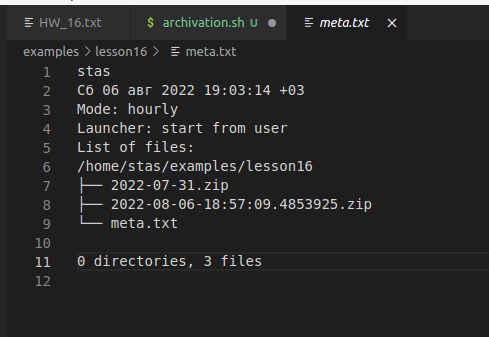 HW_16.txt
$ archivation.sh U ●
meta.txt ×
examples > lesson16 > meta.txt
1 stas
2 Сб 06 авг 2022 19:03:14 +03
3 Mode: hourly
4 Launcher: start from user
5 List of files:
6 /home/stas/examples/lesson16
7 ├── 2022-07-31.zip
8 ├── 2022-08-06-18:57:09.4853925.zip
9 └── meta.txt
10
11 0 directories, 3 files
12